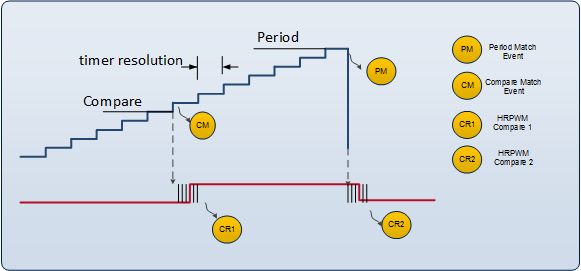 Period
timer resolution
Compare
PM
CM
CR1
CR2
PM
Period Match
Event
CM
Compare Match
Event
CR1
HRPWM
Compare 1
CR2
HRPWM
Compare 2